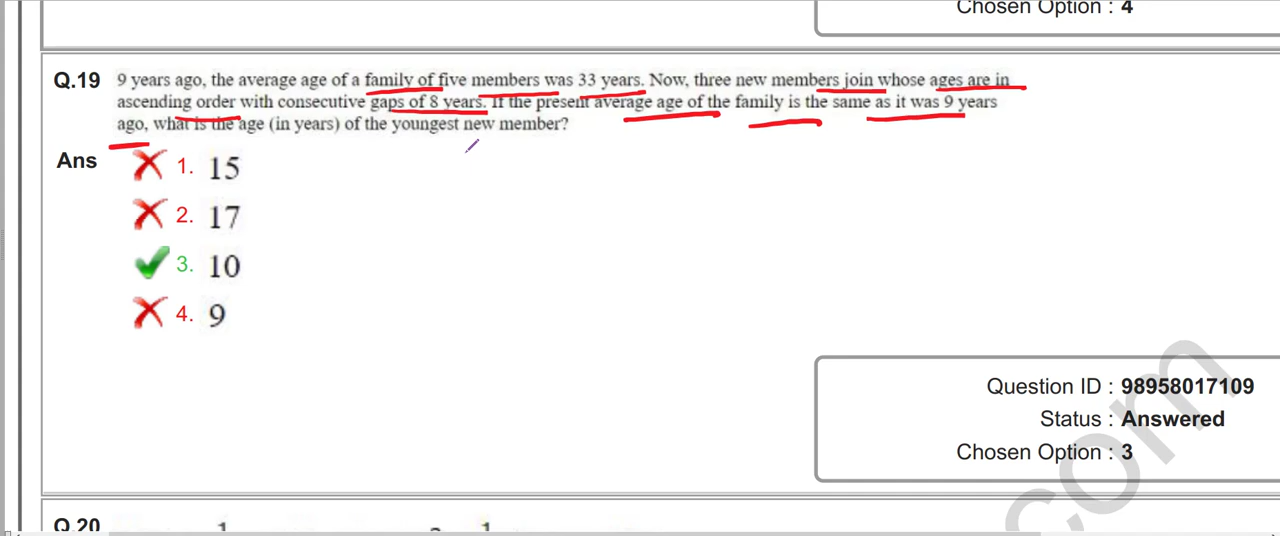 Chosen Option : 4
Q.19 9 years ago, the average age of a family of five members was 33 years. Now, three new members join whose ages are in
ascending order with consecutive gaps of 8 years. If the present average age of the family is the same as it was 9 years
ago, what is the age (in years) of the youngest new member?
Ans 1. 15
2. 17
3. 10
4. 9
Question ID : 98958017109
Status : Answered
Chosen Option : 3
com
Q.20